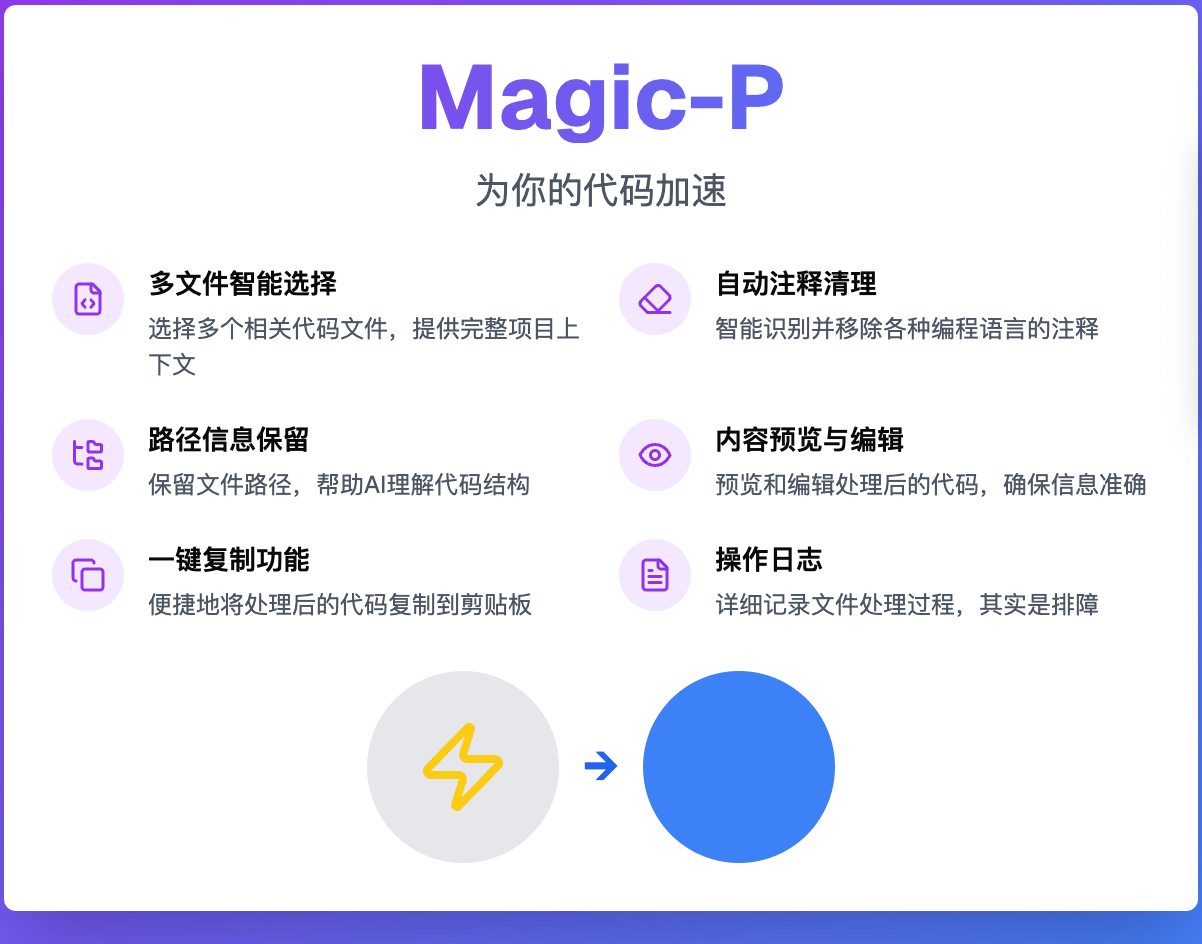 Magic-P
为你的代码加速
多文件智能选择
选择多个相关代码文件，提供完整项目上
下文
自动注释清理
智能识别并移除各种编程语言的注释
路径信息保留
保留文件路径，帮助AI理解代码结构
内容预览与编辑
预览和编辑处理后的代码，确保信息准确
一键复制功能
便捷地将处理后的代码复制到剪贴板
操作日志
详细记录文件处理过程，其实是排障